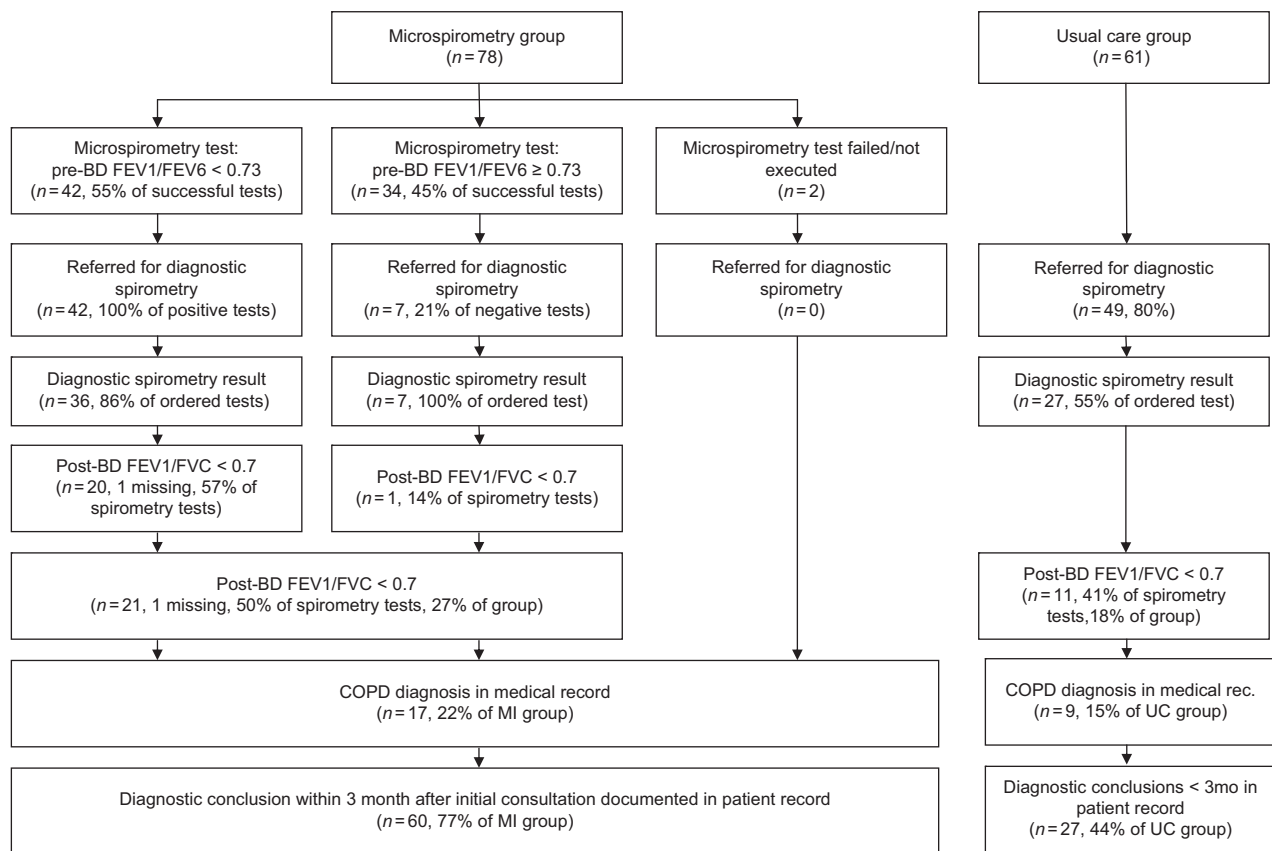 Microspirometry group
(n = 78)
Usual care group
(n = 61)
Microspirometry test:
pre-BD FEV1/FEV6 < 0.73
(n = 42, 55% of successful tests)
Microspirometry test:
pre-BD FEV1/FEV6 ≥ 0.73
(n = 34, 45% of successful tests)
Microspirometry test failed/not
executed
(n = 2)
Referred for diagnostic
spirometry
(n = 42, 100% of positive tests)
Referred for diagnostic
spirometry
(n = 7, 21% of negative tests)
Referred for diagnostic
spirometry
(n = 0)
Referred for diagnostic
spirometry
(n = 49, 80%)
Diagnostic spirometry result
(n = 36, 86% of ordered tests)
Diagnostic spirometry result
(n = 7, 100% of ordered test)
Diagnostic spirometry result
(n = 27, 55% of ordered test)
Post-BD FEV1/FVC < 0.7
(n = 20, 1 missing, 57% of
spirometry tests)
Post-BD FEV1/FVC < 0.7
(n = 1, 14% of spirometry tests)
Post-BD FEV1/FVC < 0.7
(n = 21, 1 missing, 50% of spirometry tests, 27% of group)
Post-BD FEV1/FVC < 0.7
(n = 11, 41% of spirometry
tests,18% of group)
COPD diagnosis in medical record
(n = 17, 22% of MI group)
COPD diagnosis in medical rec.
(n = 9, 15% of UC group)
Diagnostic conclusion within 3 month after initial consultation documented in patient record
(n = 60, 77% of MI group)
Diagnostic conclusions < 3mo in
patient record
(n = 27, 44% of UC group)